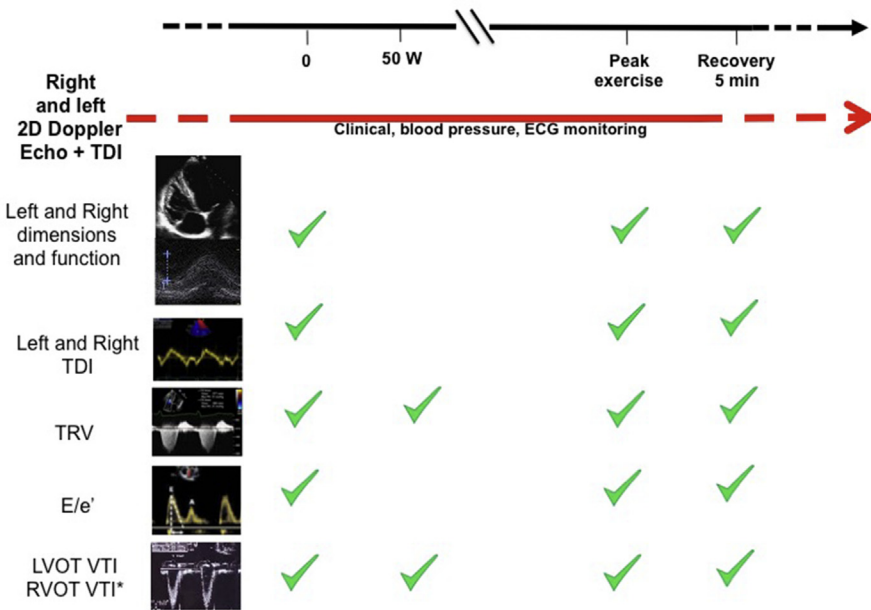 0
50 W
Peak
exercise
Recovery
5 min
Right
and left
2D Doppler
Echo + TDI
Clinical, blood pressure, ECG monitoring
Left and Right
dimensions
and function
Left and Right
TDI
TRV
E/e’
LVOT VTI
RVOT VTI*